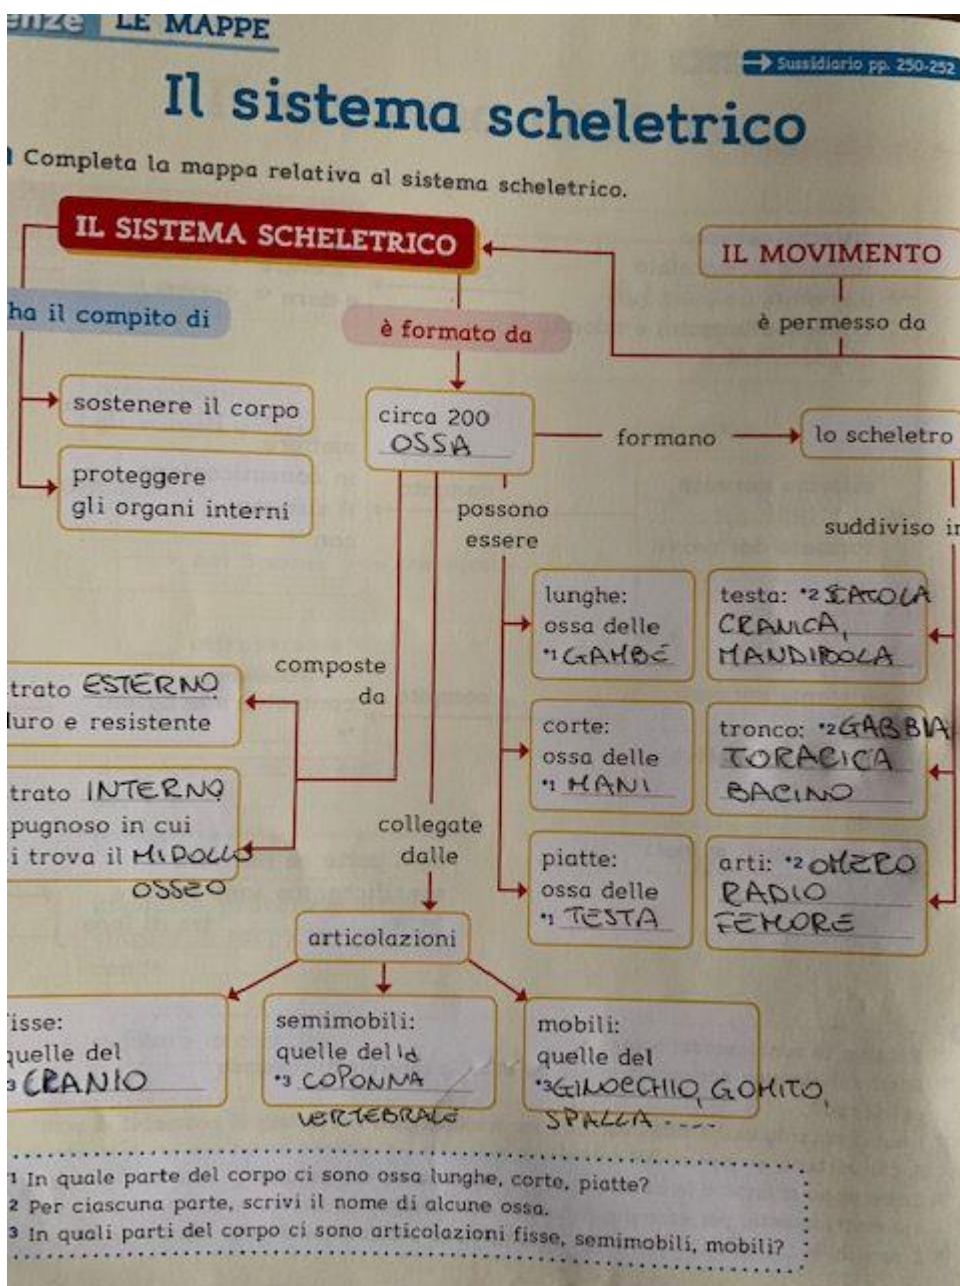 enze LE MAPPE
Sussidiario pp. 250-252
Il sistema scheletrico
Completa la mappa relativa al sistema scheletrico.
IL SISTEMA SCHELETRICO
IL MOVIMENTO
ha il compito di
è formato da
è permesso da
sostenere il corpo
circa 200
OSSA
formano
lo scheletro
proteggere
gli organi interni
possono
essere
suddiviso in
lunghe:
ossa delle
*1 GAMBE
testa: *2 SCATOLA
CRANICA,
MANDIBOLA
composte
da
trato ESTERNO
duro e resistente
corte:
ossa delle
*1 MANI
tronco: *2 GABBIA
TORACICA
BACINO
trato INTERNO
pugnoso in cui
i trova il MIDOLLO
OSSEO
collegate
dalle
piatte:
ossa delle
*1 TESTA
arti: *2 OMERO
RADIO
FEMORE
articolazioni
fisse:
quelle del
*3 CRANIO
semimobili:
quelle della
*3 COLONNA
VERTEBRALE
mobili:
quelle del
*3 GINOCCHIO, GOMITO,
SPALLA ....
*1 In quale parte del corpo ci sono ossa lunghe, corte, piatte?
2 Per ciascuna parte, scrivi il nome di alcune ossa.
3 In quali parti del corpo ci sono articolazioni fisse, semimobili, mobili?